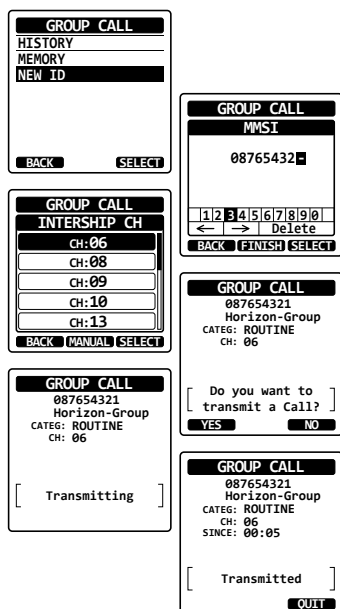 GROUP CALL
HISTORY
MEMORY
NEW ID
BACK SELECT
GROUP CALL
MMSI
08765432-
1 2 3 4 5 6 7 8 9 0
← → Delete
BACK FINISH SELECT
GROUP CALL
INTERSHIP CH
CH:06
CH:08
CH:09
CH:10
CH:13
BACK MANUAL SELECT
GROUP CALL
087654321
Horizon-Group
CATEG: ROUTINE
CH: 06
Do you want to
transmit a Call?
YES NO
GROUP CALL
087654321
Horizon-Group
CATEG: ROUTINE
CH: 06
Transmitting
GROUP CALL
087654321
Horizon-Group
CATEG: ROUTINE
CH: 06
SINCE: 00:05
Transmitted
QUIT